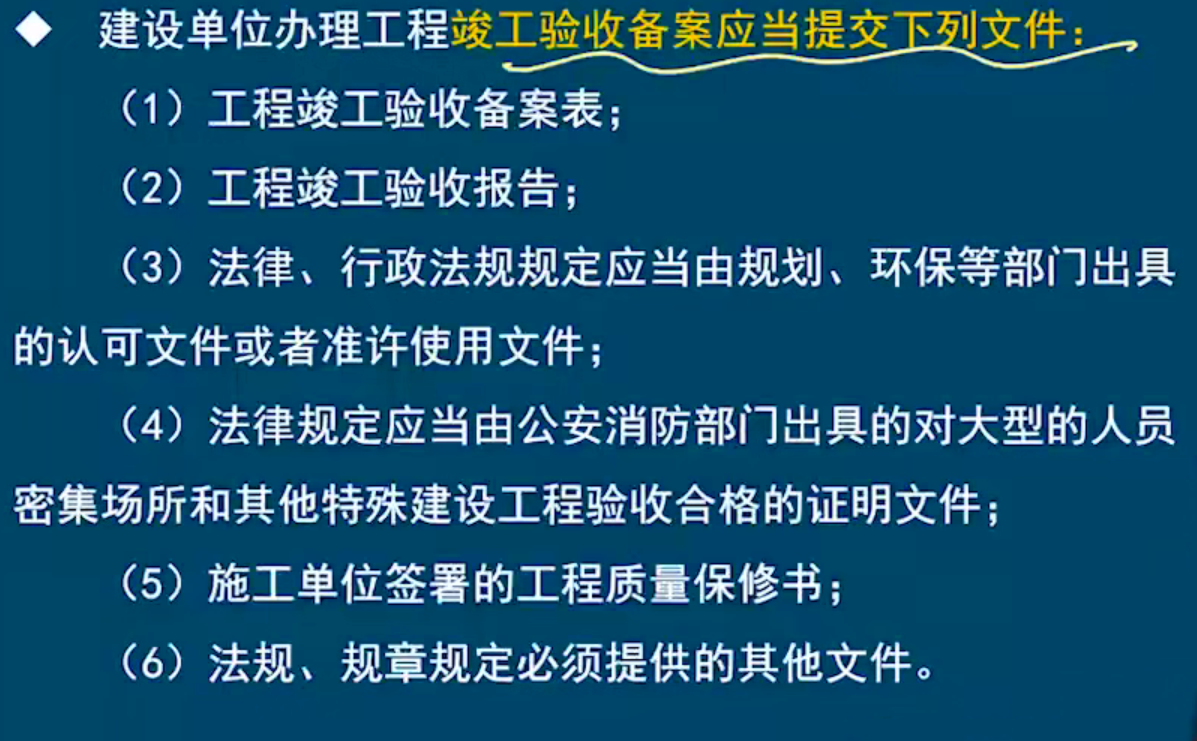 ◆ 建设单位办理工程竣工验收备案应当提交下列文件：
（1）工程竣工验收备案表；
（2）工程竣工验收报告；
（3）法律、行政法规规定应当由规划、环保等部门出具
的认可文件或者准许使用文件；
（4）法律规定应当由公安消防部门出具的对大型的人员
密集场所和其他特殊建设工程验收合格的证明文件；
（5）施工单位签署的工程质量保修书；
（6）法规、规章规定必须提供的其他文件。